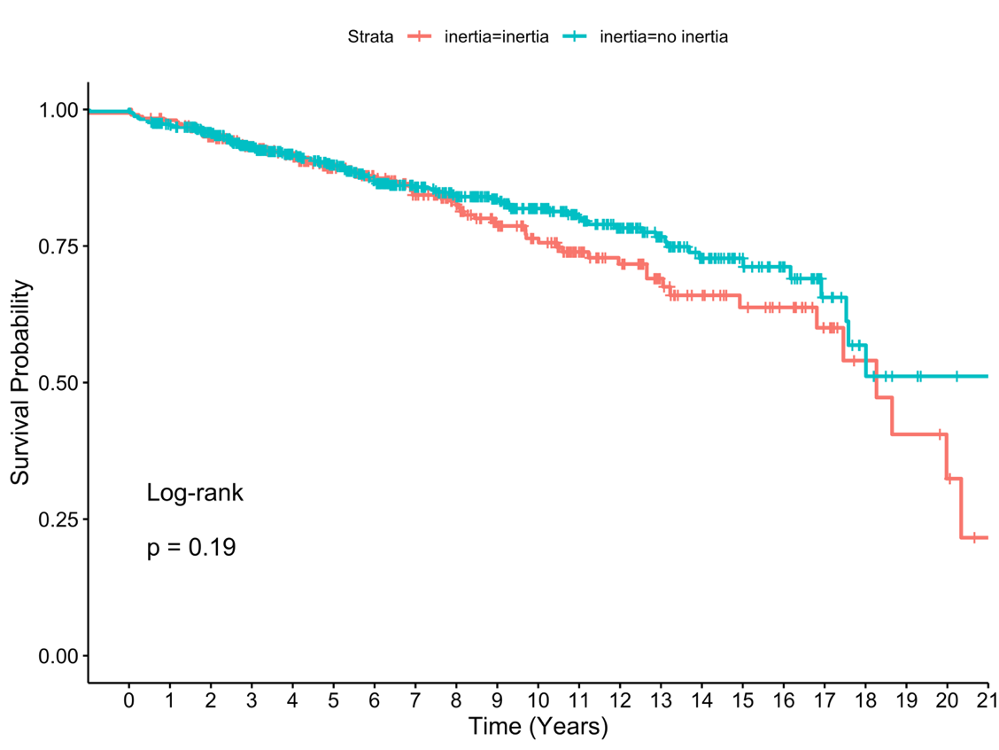 Strata inertia=inertia inertia=no inertia
1.00
0.75
0.50
0.25
0.00
Survival Probability
Log-rank
p = 0.19
0 1 2 3 4 5 6 7 8 9 10 11 12 13 14 15 16 17 18 19 20 21
Time (Years)